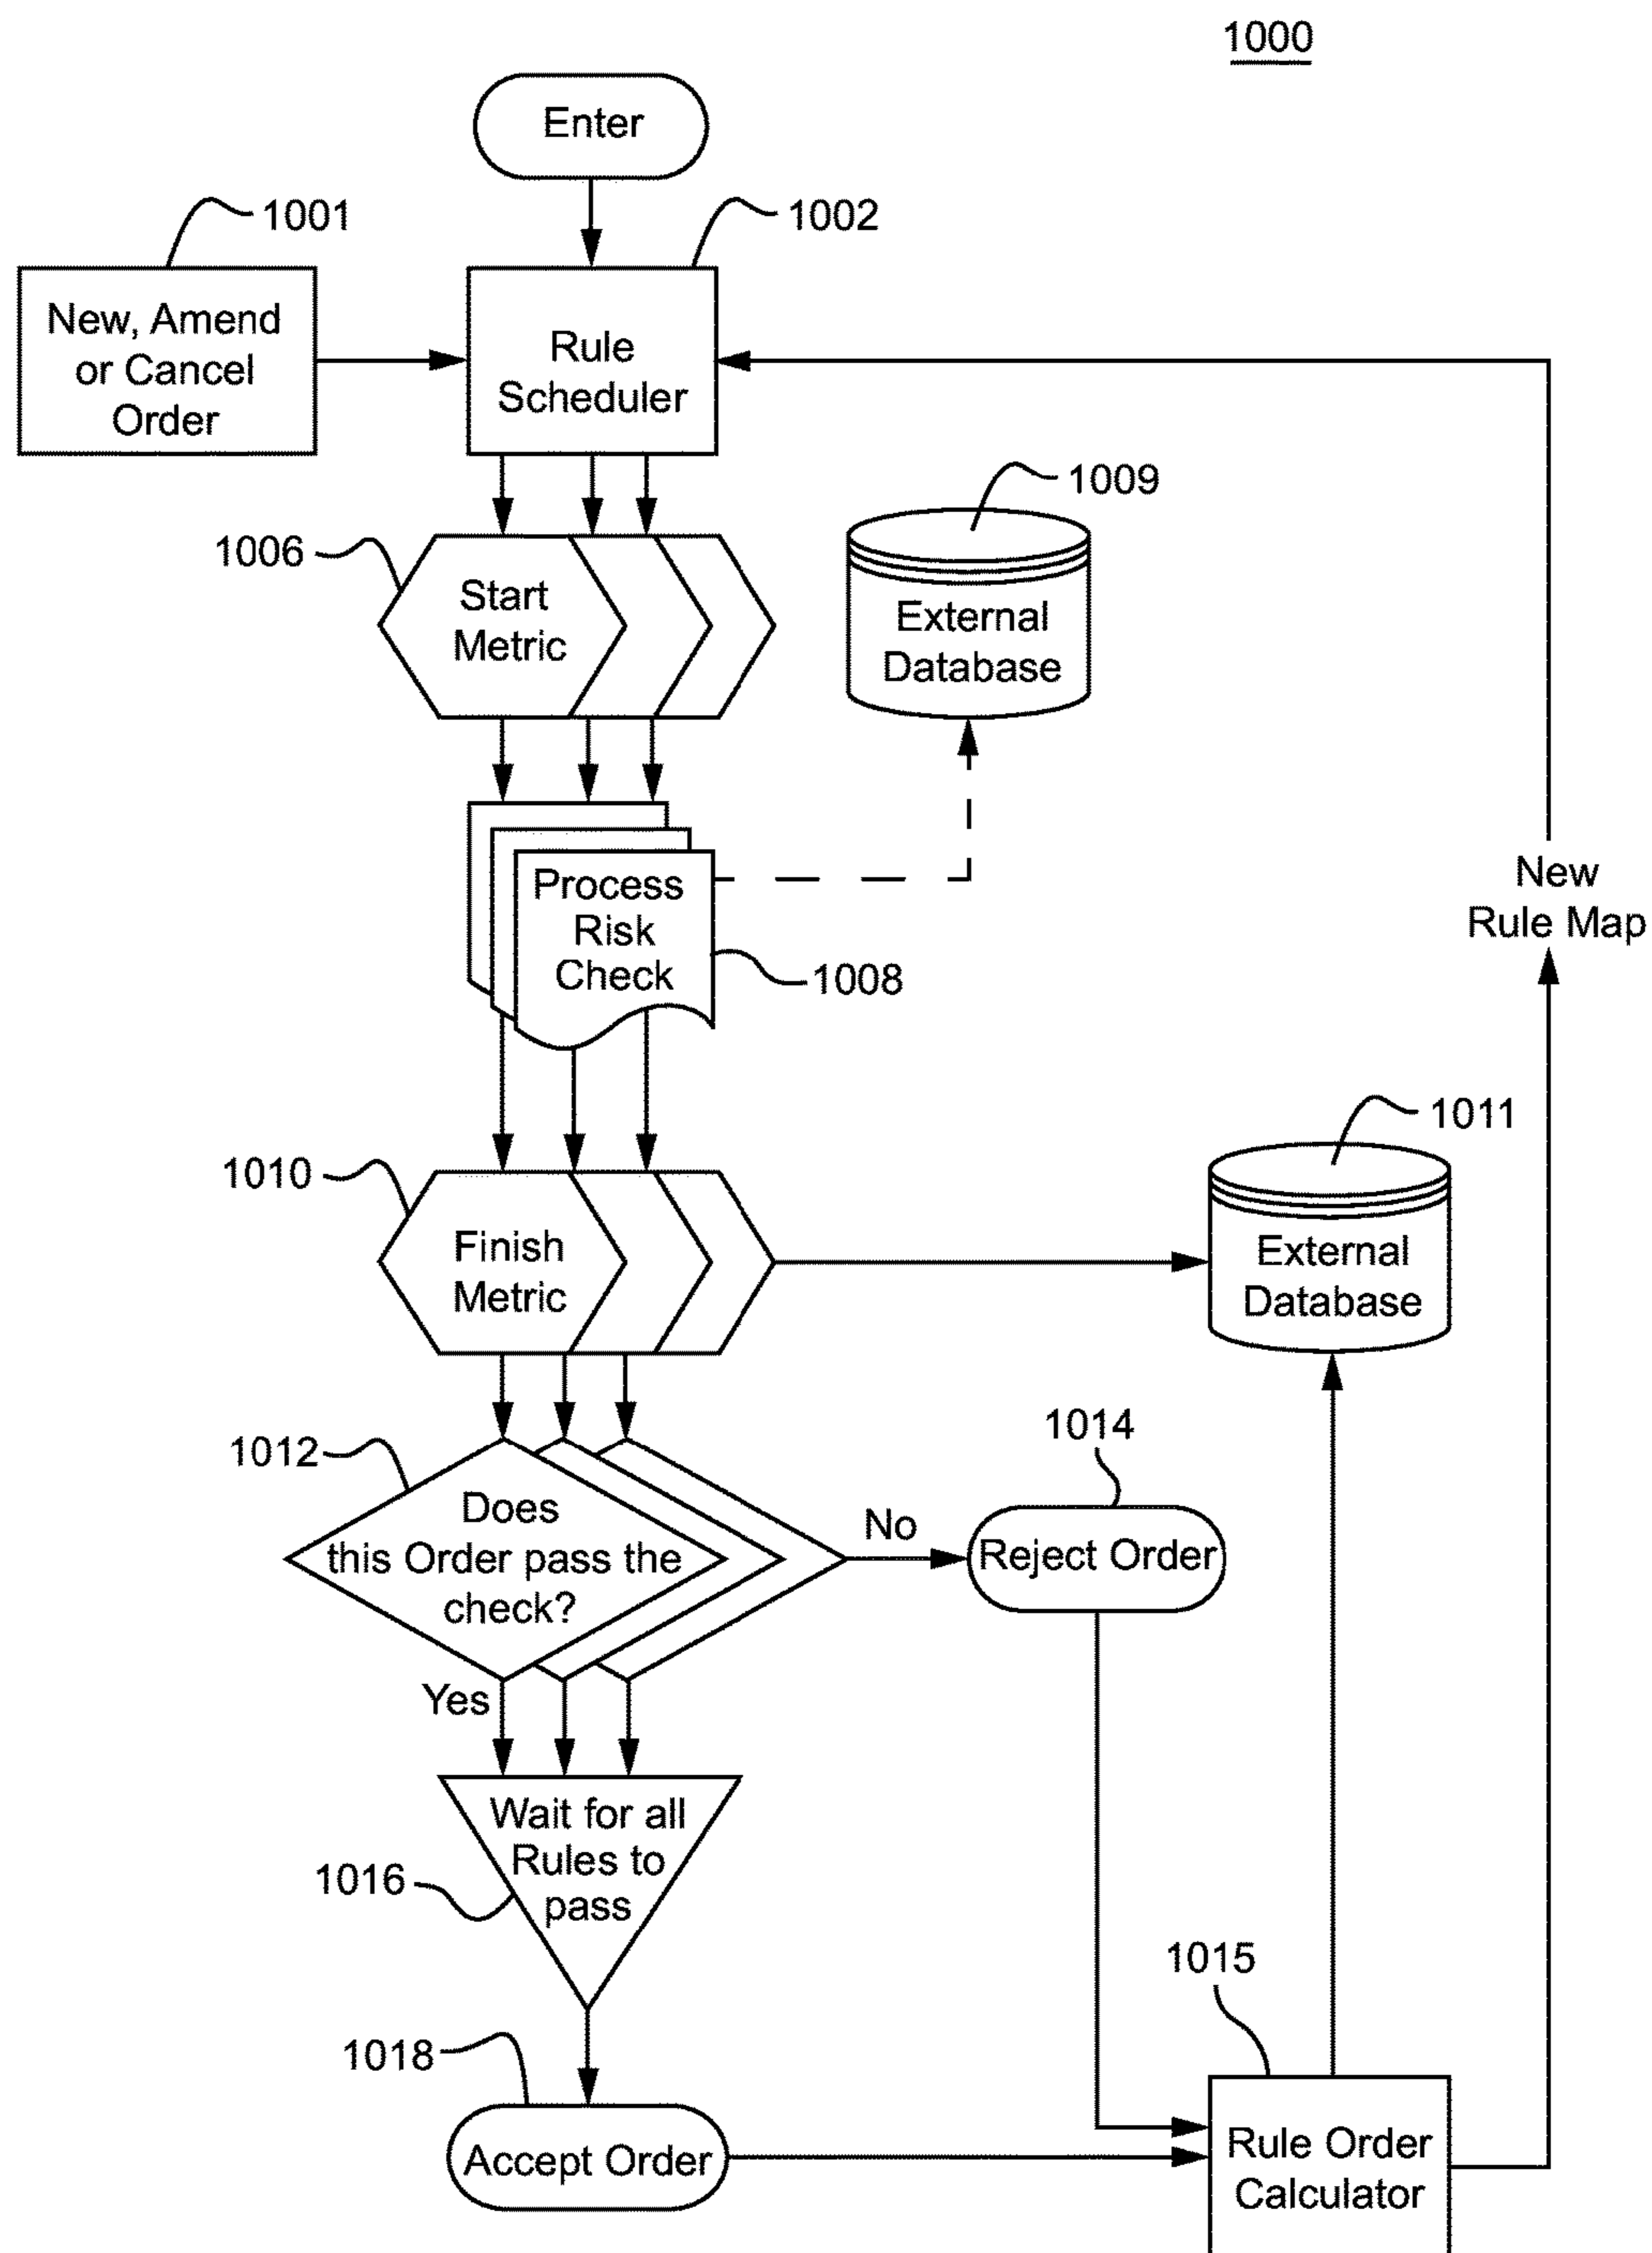 1000
Enter
1001
1002
New, Amend
or Cancel
Order
Rule
Scheduler
1009
1006
Start
Metric
External
Database
Process
Risk
Check
1008
New
Rule Map
1011
1010
Finish
Metric
External
Database
1012
1014
Does
this Order pass the
check?
No
Reject Order
Yes
Wait for all
Rules to
pass
1016
1015
1018
Accept Order
Rule Order
Calculator